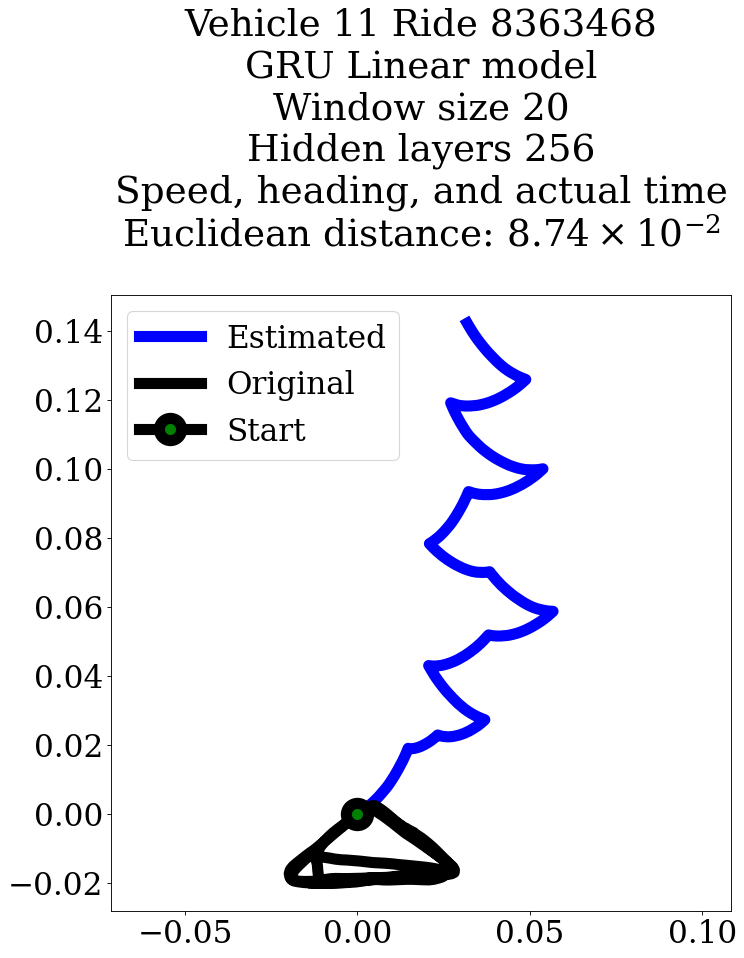 Vehicle 11 Ride 8363468
GRU Linear model
Window size 20
Hidden layers 256
Speed, heading, and actual time
Euclidean distance: 8.74 × 10⁻²
Estimated
Original
Start
0.14
0.12
0.10
0.08
0.06
0.04
0.02
0.00
−0.02
−0.05 0.00 0.05 0.10